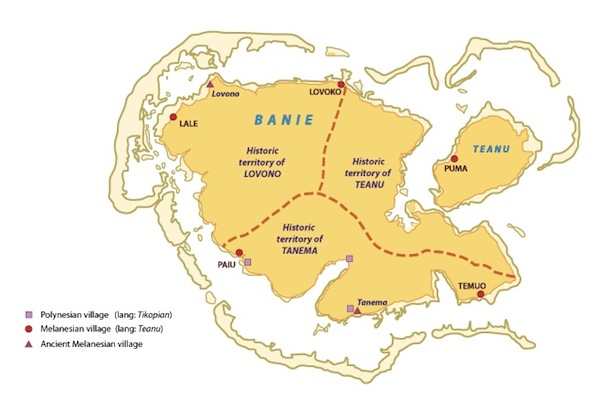 Lovono
LOVOKO
LALE
BANIE
TEANU
Historic
territory of
LOVONO
Historic
territory of
TEANU
PUMA
Historic
territory of
TANEMA
PAIU
TEMUO
Tanema
Polynesian village (lang: Tikopian)
Melanesian village (lang: Teanu)
Ancient Melanesian village